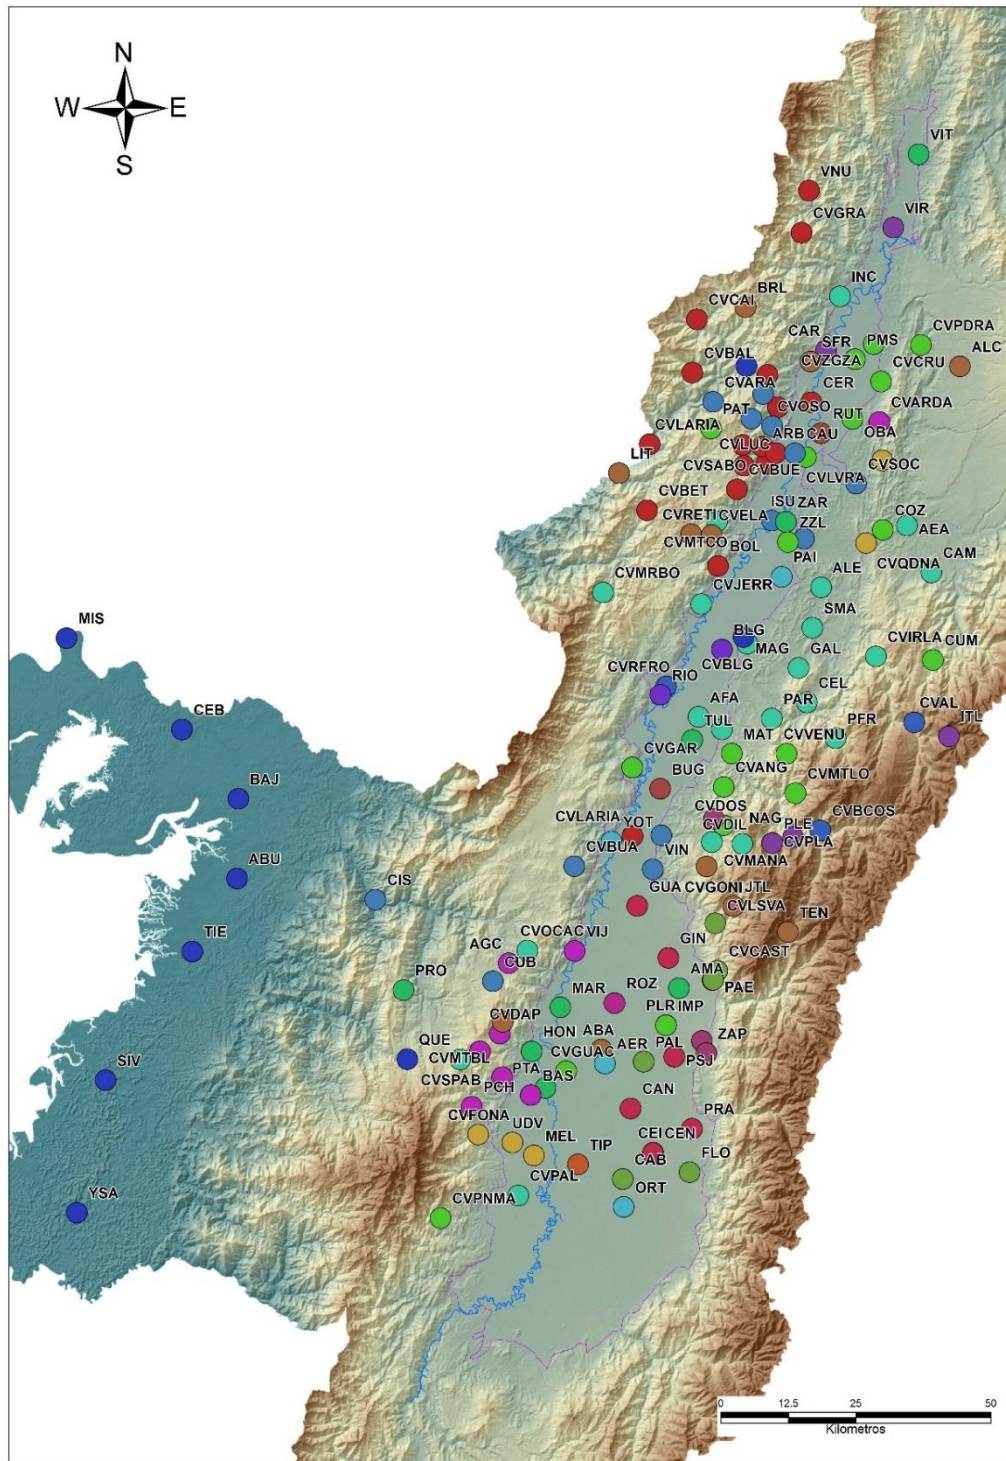 N
W E
S
VIT
VNU
VIR
CVGRA
INC
BRL
CVCAI
CAR
SFR
PMS
CVPDRA
ALC
CVZGZA
CVCRU
CVBAL
CVARA
CER
CVARDA
PAT
CVOSO
RUT
OBA
CVLARIA
ARB
CAU
CVLUC
CVSOC
LIT
CVSABO
CVBUE
CVLVRA
CVBET
ISU
ZAR
COZ
CVRETI
CVELA
ZZL
AEA
CVMTCO
BOL
PAI
CVQDNA
CAM
CVMRBO
CVJERR
ALE
SMA
MIS
BLG
MAG
GAL
CVIRLA
CUM
CVRFRO
RIO
CVBLG
CEL
CEB
AFA
PAR
CVAL
TUL
PFR
ITL
CVGAR
MAT
CVVENU
BAJ
BUG
CVANG
CVMTLO
CVLARIA
YOT
CVDOS
NAG
PLE
CVBCOS
CVBUA
VIN
CVDIL
CVPLA
ABU
CVMANA
CIS
GUA
CVGONI
JTL
CVLSVA
TEN
TIE
AGC
CVOCAC
VIJ
GIN
CVCAST
CUB
PRO
AMA
PAE
MAR
ROZ
PLR
IMP
CVDAP
HON
ABA
ZAP
QUE
CVMTBL
CVGUAC
AER
PAL
PSJ
SIV
CVSPAB
PTA
BAS
PCH
CAN
CVFONA
UDV
PRA
MEL
TIP
CEI
CEN
CVPAL
CAB
FLO
YSA
CVPNMA
ORT
0 12.5 25 50
Kilometros